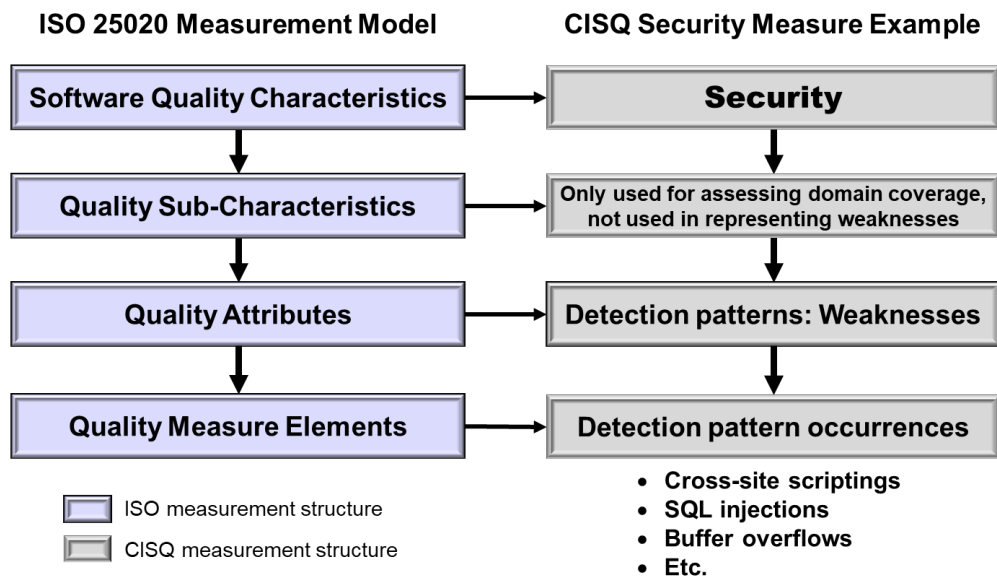 ISO 25020 Measurement Model
CISQ Security Measure Example
Software Quality Characteristics
Security
Quality Sub-Characteristics
Only used for assessing domain coverage,
not used in representing weaknesses
Quality Attributes
Detection patterns: Weaknesses
Quality Measure Elements
Detection pattern occurrences
• Cross-site scriptings
• SQL injections
• Buffer overflows
• Etc.
ISO measurement structure
CISQ measurement structure